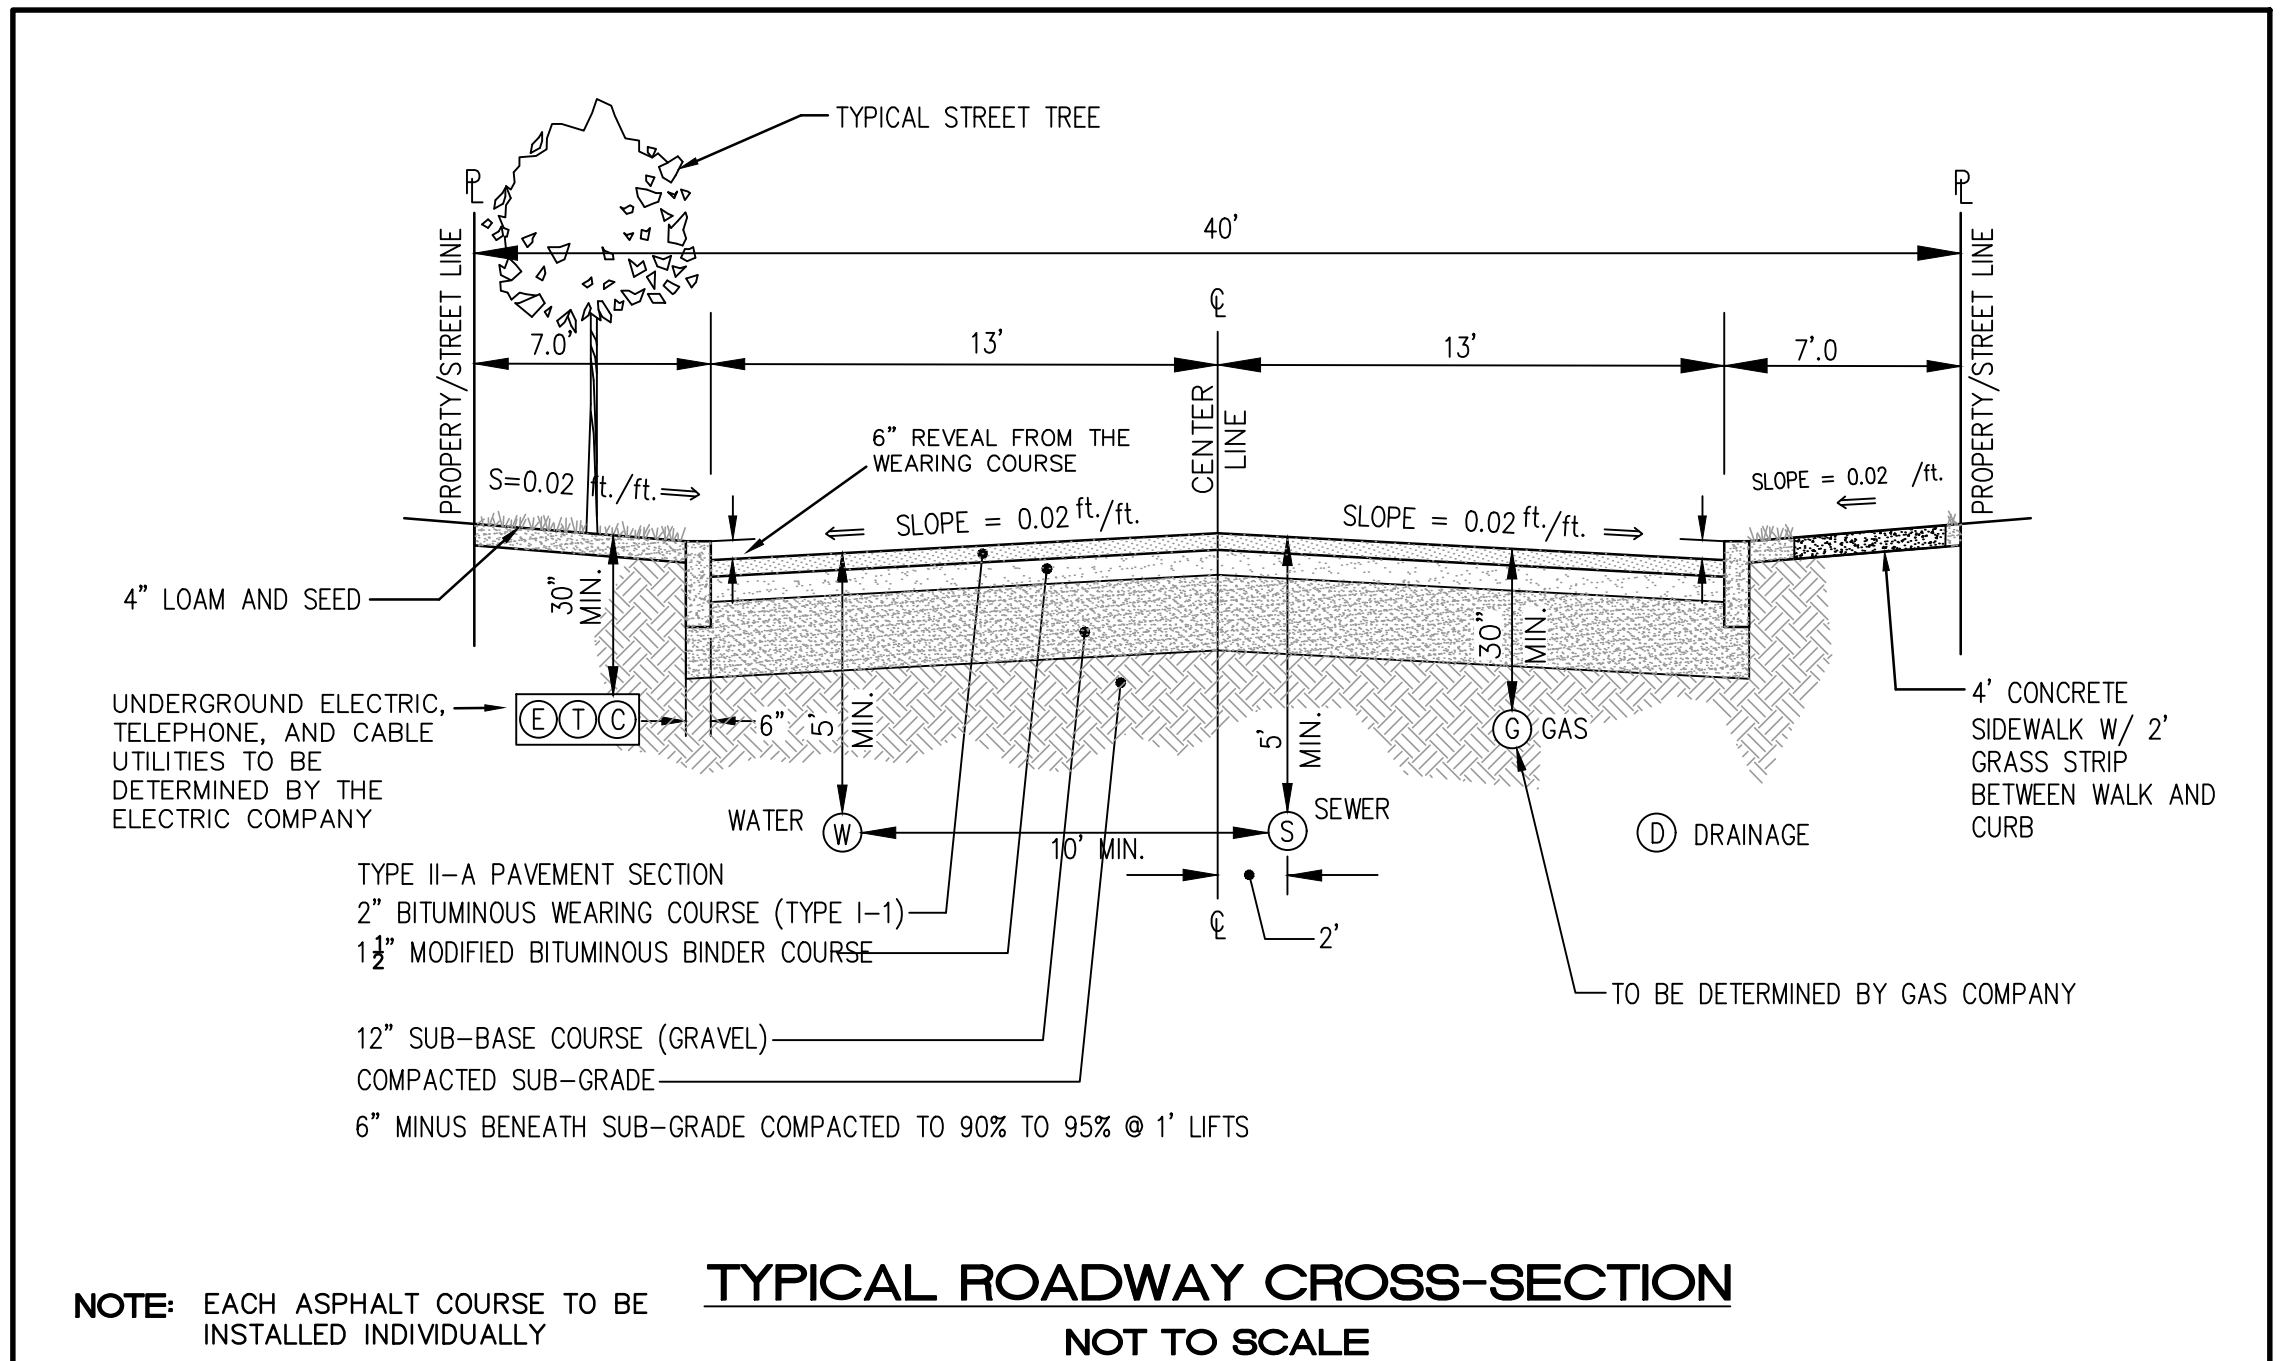 TYPICAL STREET TREE
PL
PL
40'
PROPERTY/STREET LINE
PROPERTY/STREET LINE
CL
7.0'
13'
13'
7'.0
CENTER
LINE
6" REVEAL FROM THE
WEARING COURSE
S=0.02 ft./ft.
SLOPE = 0.02 ft./ft.
SLOPE = 0.02 ft./ft.
SLOPE = 0.02 /ft.
4" LOAM AND SEED
30"
MIN.
30"
MIN.
UNDERGROUND ELECTRIC,
TELEPHONE, AND CABLE
UTILITIES TO BE
DETERMINED BY THE
ELECTRIC COMPANY
E T C
6"
5'
MIN.
5'
MIN.
G GAS
4' CONCRETE
SIDEWALK W/ 2'
GRASS STRIP
BETWEEN WALK AND
CURB
WATER W
S SEWER
10' MIN.
D DRAINAGE
CL
2'
TYPE II-A PAVEMENT SECTION
2" BITUMINOUS WEARING COURSE (TYPE I-1)
1 1/2" MODIFIED BITUMINOUS BINDER COURSE
TO BE DETERMINED BY GAS COMPANY
12" SUB-BASE COURSE (GRAVEL)
COMPACTED SUB-GRADE
6" MINUS BENEATH SUB-GRADE COMPACTED TO 90% TO 95% @ 1' LIFTS
TYPICAL ROADWAY CROSS-SECTION
NOT TO SCALE
NOTE: EACH ASPHALT COURSE TO BE
INSTALLED INDIVIDUALLY